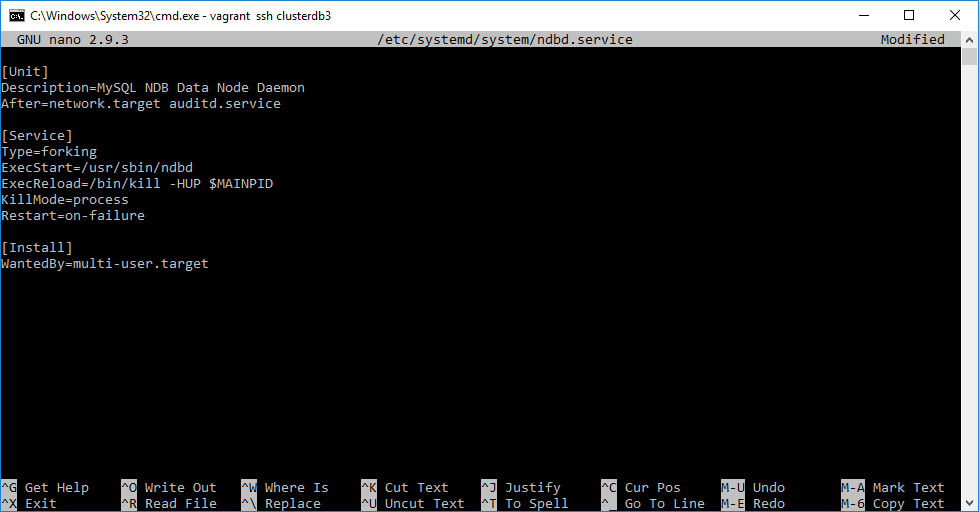 C:\Windows\System32\cmd.exe - vagrant ssh clusterdb3
GNU nano 2.9.3 /etc/systemd/system/ndbd.service Modified
[Unit]
Description=MySQL NDB Data Node Daemon
After=network.target auditd.service
[Service]
Type=forking
ExecStart=/usr/sbin/ndbd
ExecReload=/bin/kill -HUP $MAINPID
KillMode=process
Restart=on-failure
[Install]
WantedBy=multi-user.target
^G Get Help ^O Write Out ^W Where Is ^K Cut Text ^J Justify ^C Cur Pos M-U Undo M-A Mark Text
^X Exit ^R Read File ^\ Replace ^U Uncut Text ^T To Spell ^_ Go To Line M-E Redo M-6 Copy Text